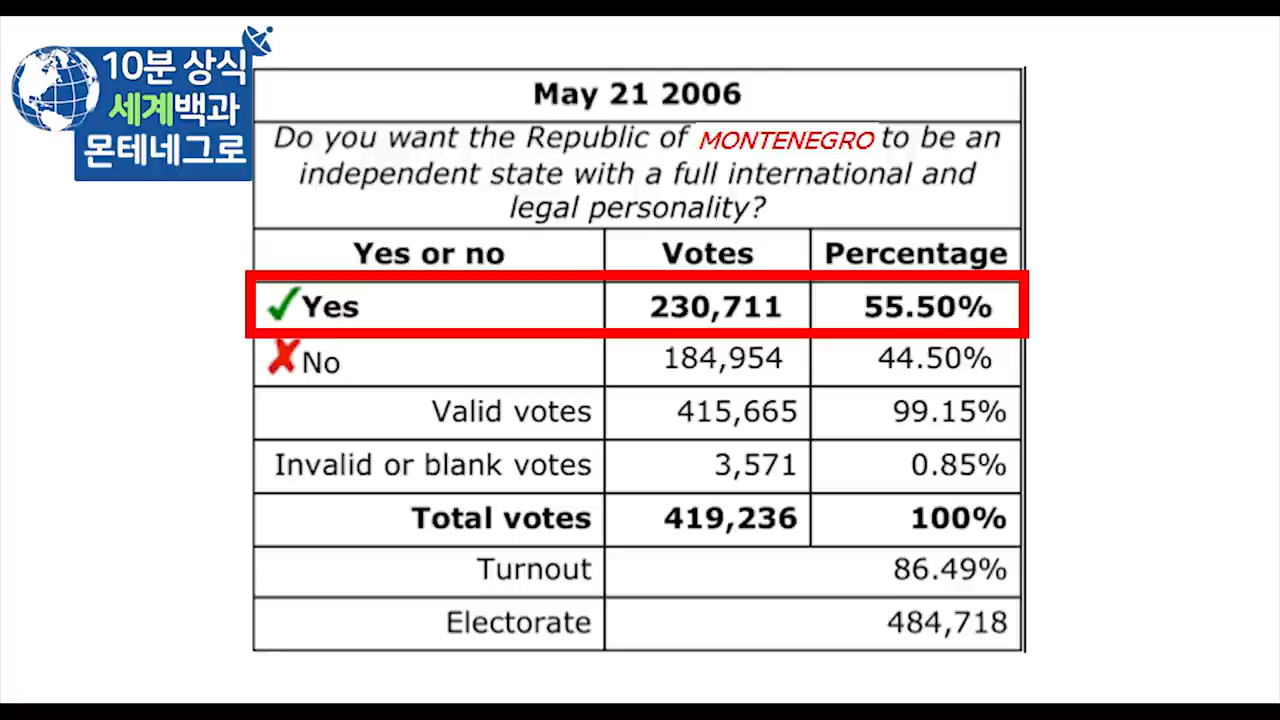 10분 상식
세계백과
몬테네그로
May 21 2006
Do you want the Republic of MONTENEGRO to be an
independent state with a full international and
legal personality?
Yes or no Votes Percentage
Yes 230,711 55.50%
No 184,954 44.50%
Valid votes 415,665 99.15%
Invalid or blank votes 3,571 0.85%
Total votes 419,236 100%
Turnout 86.49%
Electorate 484,718